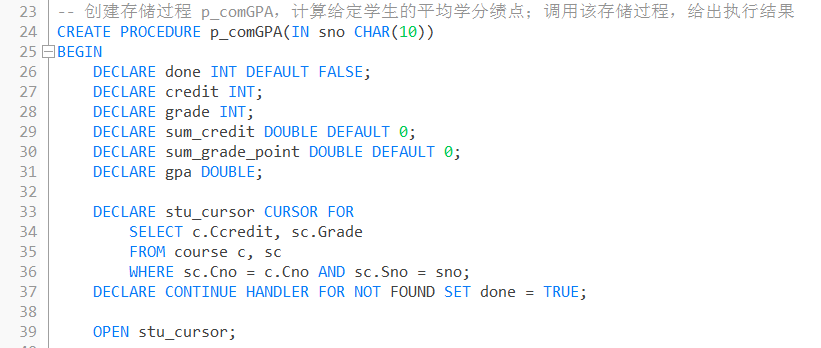 23 -- 创建存储过程 p_comGPA，计算给定学生的平均学分绩点；调用该存储过程，给出执行结果
24 CREATE PROCEDURE p_comGPA(IN sno CHAR(10))
25 BEGIN
26     DECLARE done INT DEFAULT FALSE;
27     DECLARE credit INT;
28     DECLARE grade INT;
29     DECLARE sum_credit DOUBLE DEFAULT 0;
30     DECLARE sum_grade_point DOUBLE DEFAULT 0;
31     DECLARE gpa DOUBLE;
32
33     DECLARE stu_cursor CURSOR FOR
34         SELECT c.Ccredit, sc.Grade
35         FROM course c, sc
36         WHERE sc.Cno = c.Cno AND sc.Sno = sno;
37     DECLARE CONTINUE HANDLER FOR NOT FOUND SET done = TRUE;
38
39     OPEN stu_cursor;